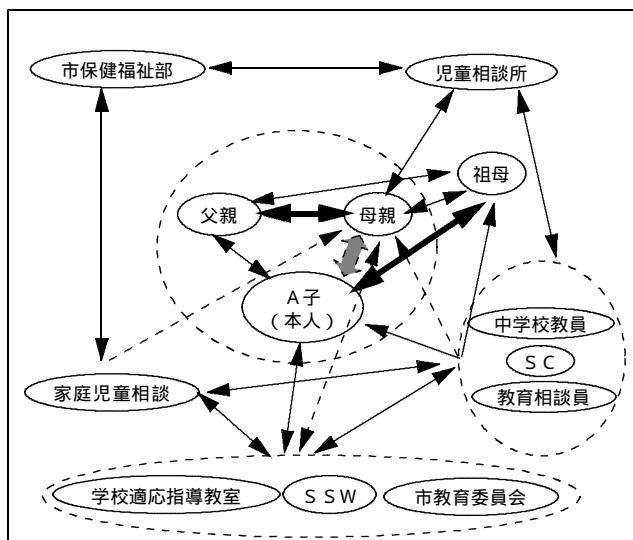 市保健福祉部
児童相談所
祖母
父親
母親
A子
(本人)
中学校教員
SC
教育相談員
家庭児童相談
学校適応指導教室
SSW
市教育委員会